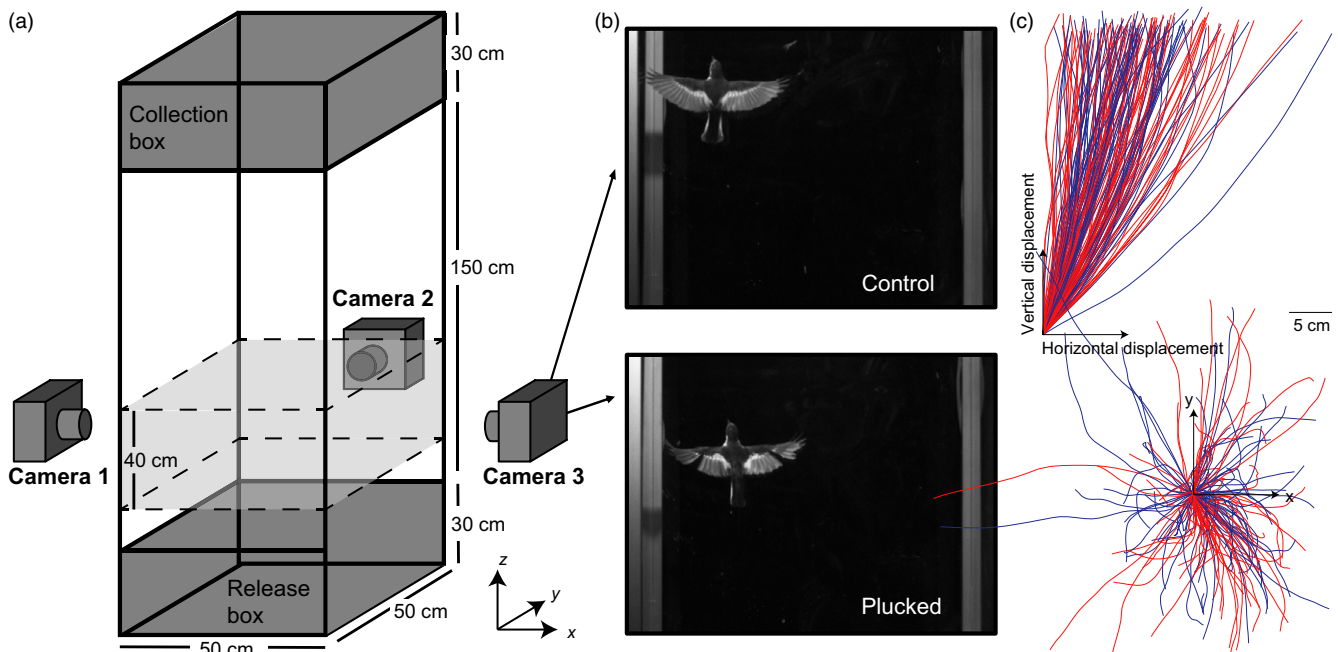 (a)
30 cm
Collection
box
150 cm
Camera 2
Camera 1
40 cm
Camera 3
30 cm
Release
box
50 cm
50 cm
z
y
x
(b)
Control
Plucked
(c)
Vertical displacement
Horizontal displacement
5 cm
y
x